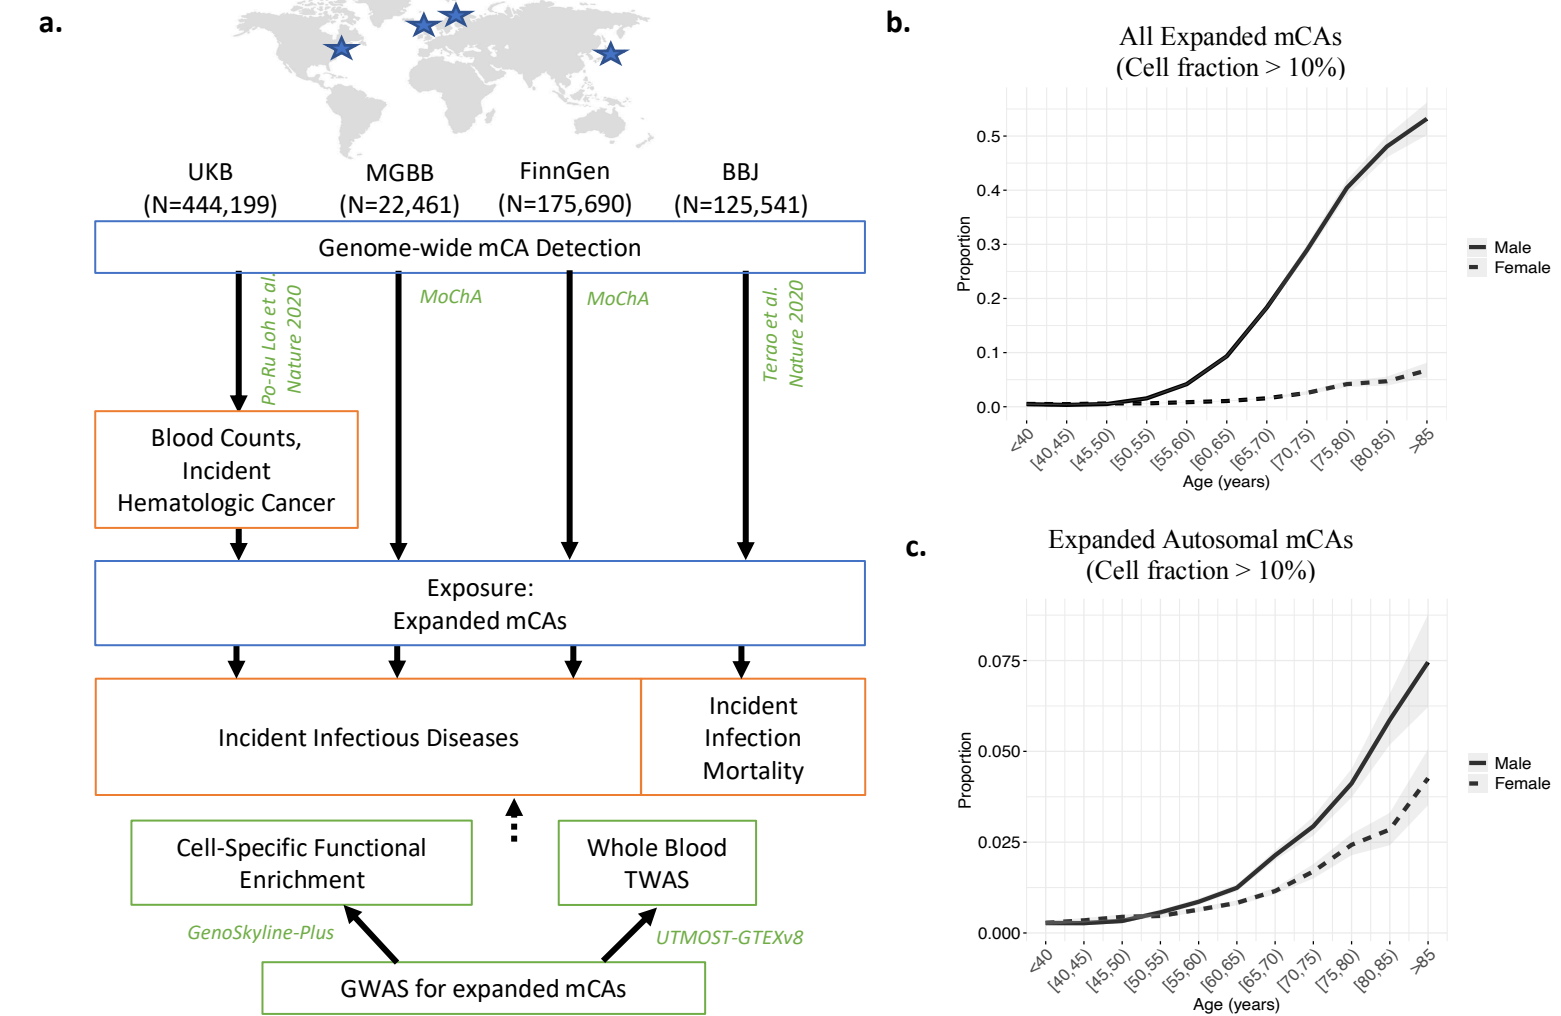 a.
UKB
(N=444,199)
MGBB
(N=22,461)
FinnGen
(N=175,690)
BBJ
(N=125,541)
Genome-wide mCA Detection
Po-Ru Loh et al.
Nature 2020
MoChA
MoChA
Terao et al.
Nature 2020
Blood Counts,
Incident
Hematologic Cancer
Exposure:
Expanded mCAs
Incident Infectious Diseases
Incident
Infection
Mortality
Cell-Specific Functional
Enrichment
Whole Blood
TWAS
GenoSkyline-Plus
UTMOST-GTEXv8
GWAS for expanded mCAs
b.
All Expanded mCAs
(Cell fraction > 10%)
Proportion
0.5
0.4
0.3
0.2
0.1
0.0
<40
[40,45)
[45,50)
[50,55)
[55,60)
[60,65)
[65,70)
[70,75)
[75,80)
[80,85)
>85
Age (years)
Male
Female
c.
Expanded Autosomal mCAs
(Cell fraction > 10%)
Proportion
0.075
0.050
0.025
0.000
<40
[40,45)
[45,50)
[50,55)
[55,60)
[60,65)
[65,70)
[70,75)
[75,80)
[80,85)
>85
Age (years)
Male
Female